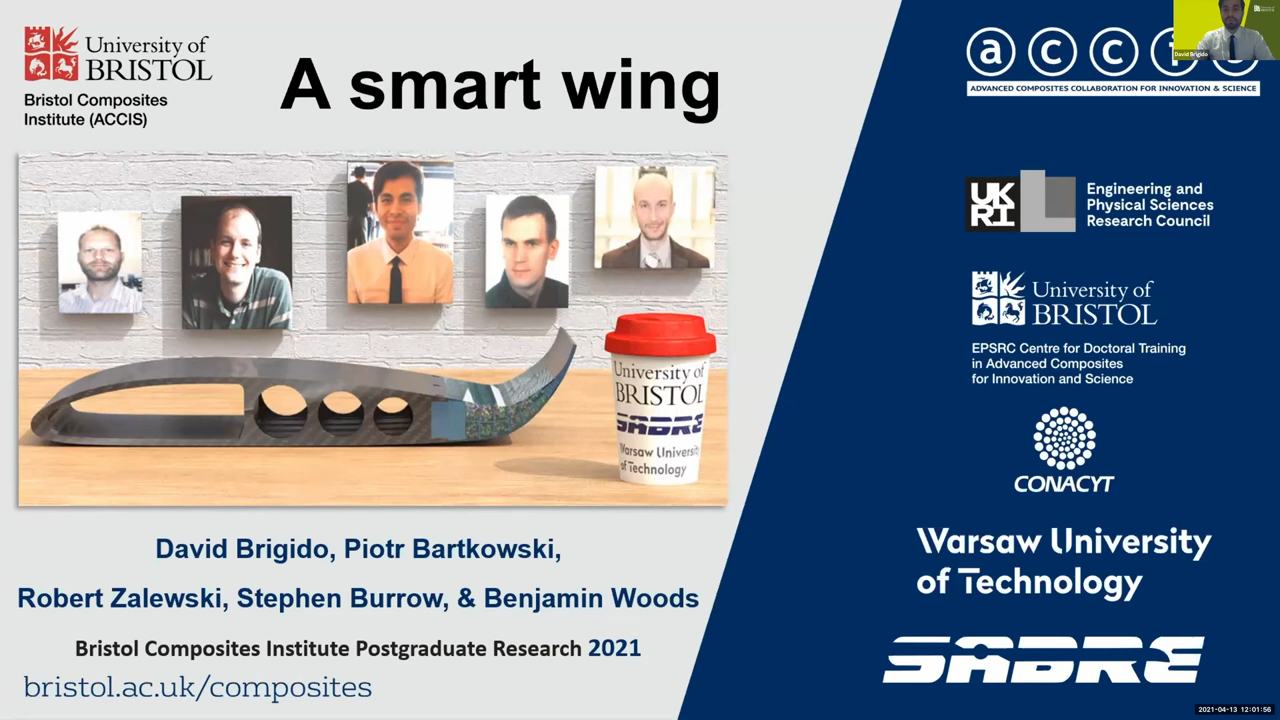 University of
BRISTOL
Bristol Composites
Institute (ACCIS)
A smart wing
University of
BRISTOL
SABRE
Warsaw University
of Technology
David Brigido, Piotr Bartkowski,
Robert Zalewski, Stephen Burrow, & Benjamin Woods
Bristol Composites Institute Postgraduate Research 2021
bristol.ac.uk/composites
David Brigido
a c c
ADVANCED COMPOSITES COLLABORATION FOR INNOVATION & SCIENCE
UK
RI
Engineering and
Physical Sciences
Research Council
University of
BRISTOL
EPSRC Centre for Doctoral Training
in Advanced Composites
for Innovation and Science
CONACYT
Warsaw University
of Technology
SABRE
2021-04-13 12:01:56